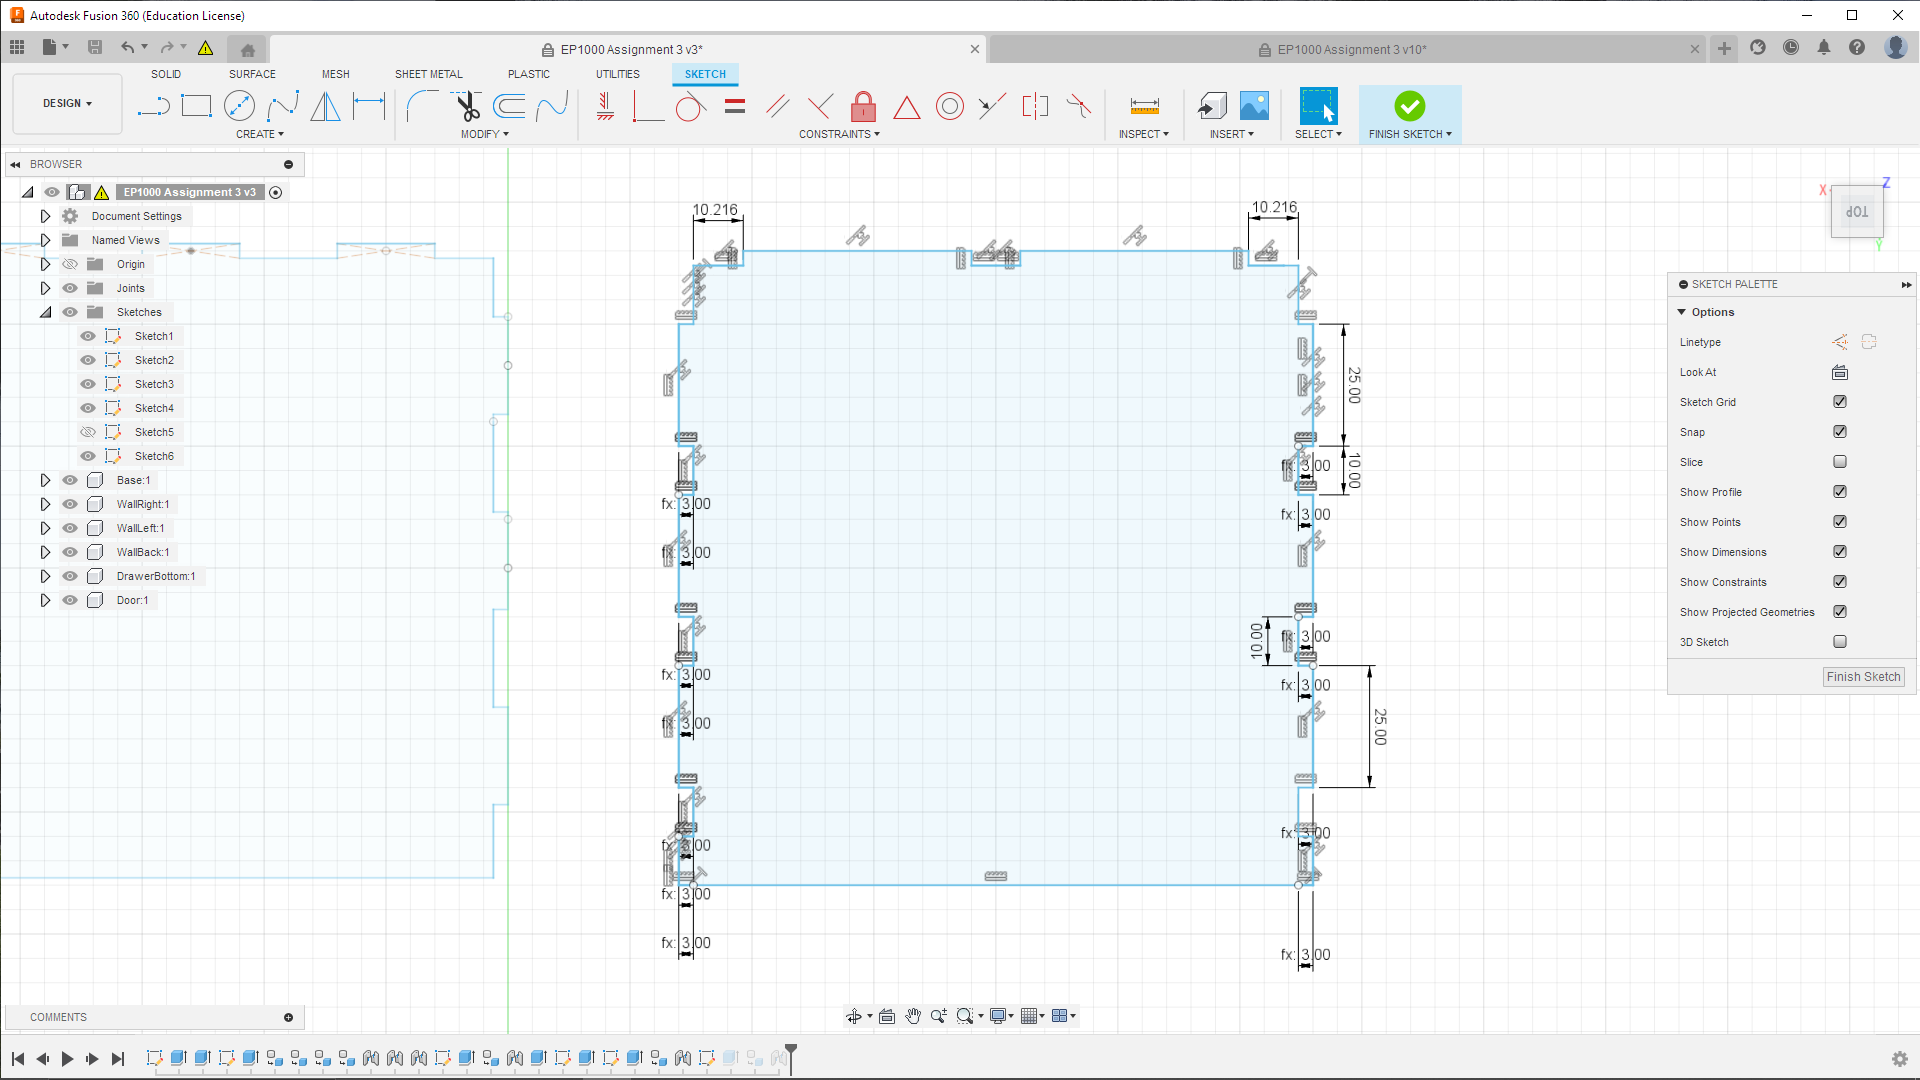 Autodesk Fusion 360 (Education License)
EP1000 Assignment 3 v3*
EP1000 Assignment 3 v10*
SOLID
SURFACE
MESH
SHEET METAL
PLASTIC
UTILITIES
SKETCH
DESIGN
CREATE
MODIFY
CONSTRAINTS
INSPECT
INSERT
SELECT
FINISH SKETCH
BROWSER
EP1000 Assignment 3 v3
Document Settings
Named Views
Origin
Joints
Sketches
Sketch1
Sketch2
Sketch3
Sketch4
Sketch5
Sketch6
Base:1
WallRight:1
WallLeft:1
WallBack:1
DrawerBottom:1
Door:1
10.216
10.216
25.00
fx: 3.00
10.00
fx: 3.00
fx: 3.00
fx: 3.00
10.00
fx: 3.00
fx: 3.00
fx: 3.00
fx: 3.00
25.00
fx: 3.00
fx: 3.00
fx: 3.00
fx: 3.00
fx: 3.00
X
Z
TOP
Y
SKETCH PALETTE
Options
Linetype
Look At
Sketch Grid
Snap
Slice
Show Profile
Show Points
Show Dimensions
Show Constraints
Show Projected Geometries
3D Sketch
Finish Sketch
COMMENTS